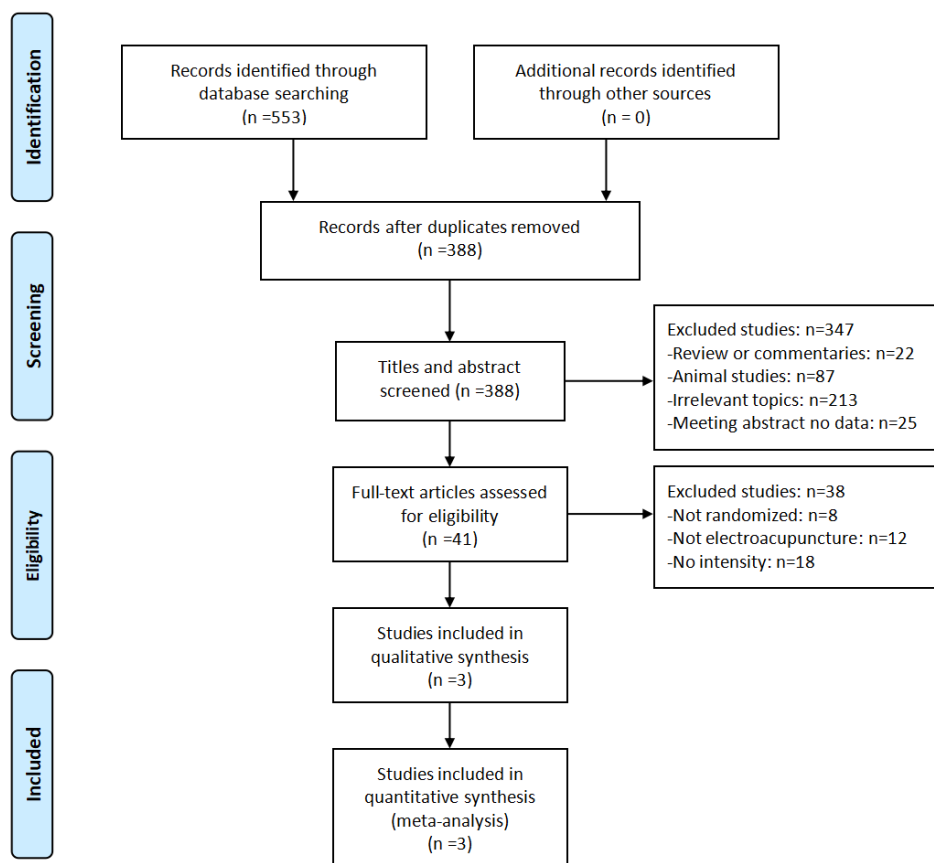 Identification
Records identified through
database searching
(n =553)
Additional records identified
through other sources
(n = 0)
Records after duplicates removed
(n =388)
Screening
Titles and abstract
screened (n =388)
Excluded studies: n=347
-Review or commentaries: n=22
-Animal studies: n=87
-Irrelevant topics: n=213
-Meeting abstract no data: n=25
Eligibility
Full-text articles assessed
for eligibility
(n =41)
Excluded studies: n=38
-Not randomized: n=8
-Not electroacupuncture: n=12
-No intensity: n=18
Studies included in
qualitative synthesis
(n =3)
Included
Studies included in
quantitative synthesis
(meta-analysis)
(n =3)